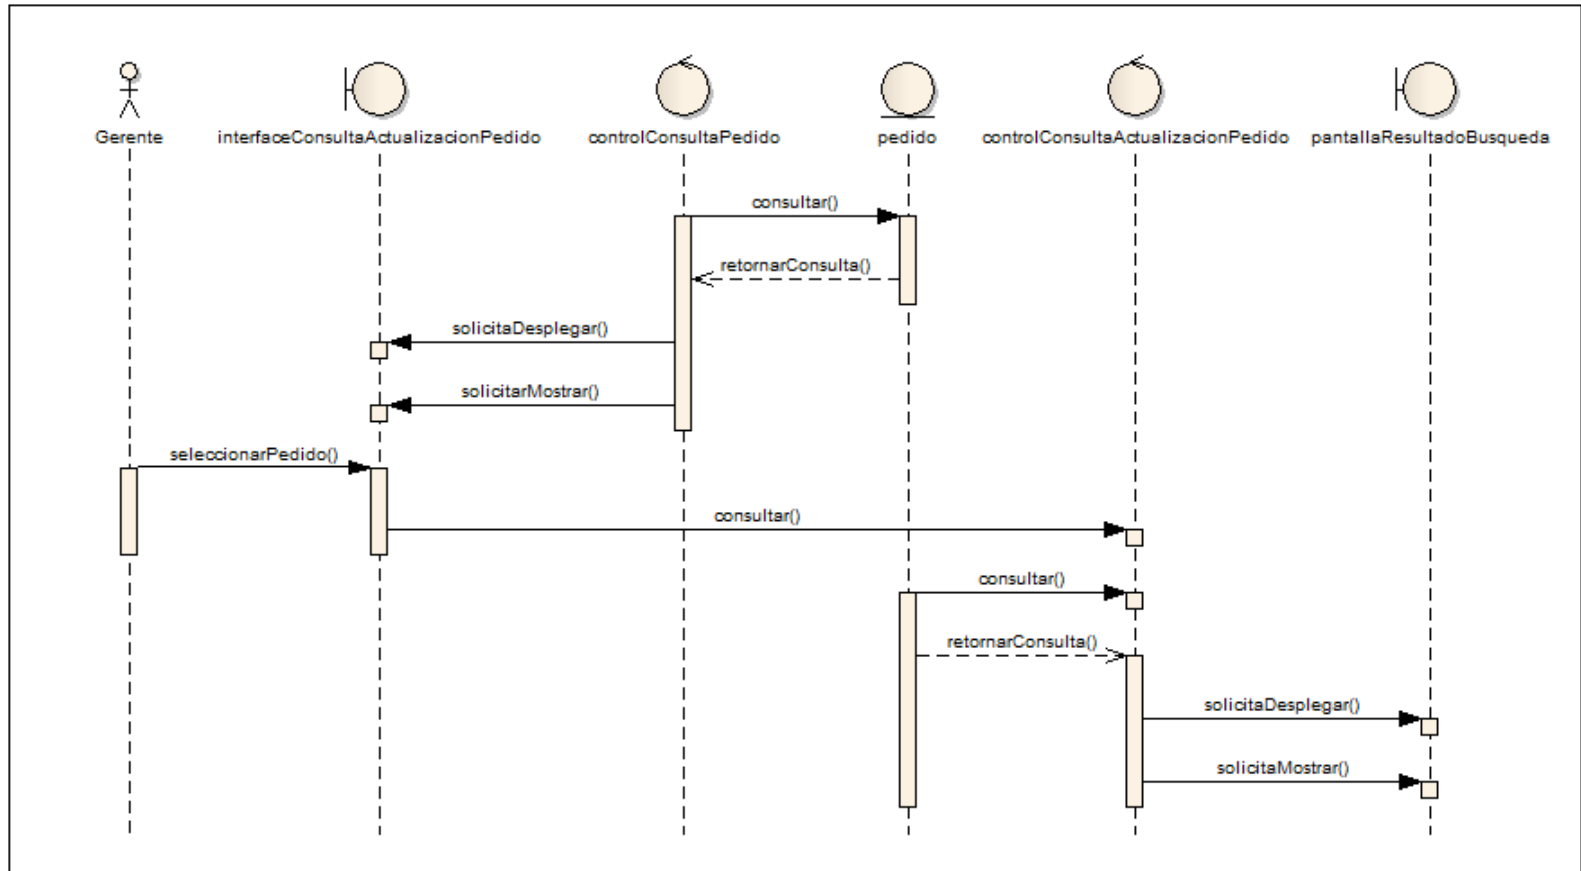 Gerente
interfaceConsultaActualizacionPedido
controlConsultaPedido
pedido
controlConsultaActualizacionPedido
pantallaResultadoBusqueda
consultar()
retornarConsulta()
solicitaDesplegar()
solicitarMostrar()
seleccionarPedido()
consultar()
consultar()
retornarConsulta()
solicitaDesplegar()
solicitaMostrar()